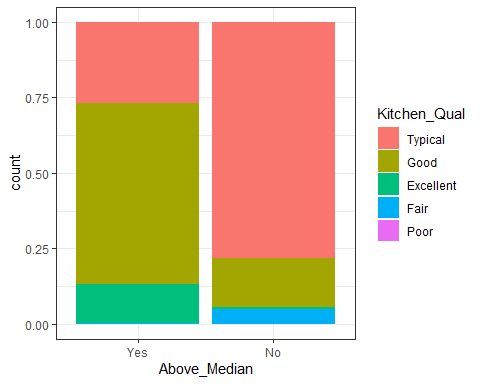 1.00
0.75
0.50
0.25
0.00
count
Yes No
Above_Median
Kitchen_Qual
Typical
Good
Excellent
Fair
Poor